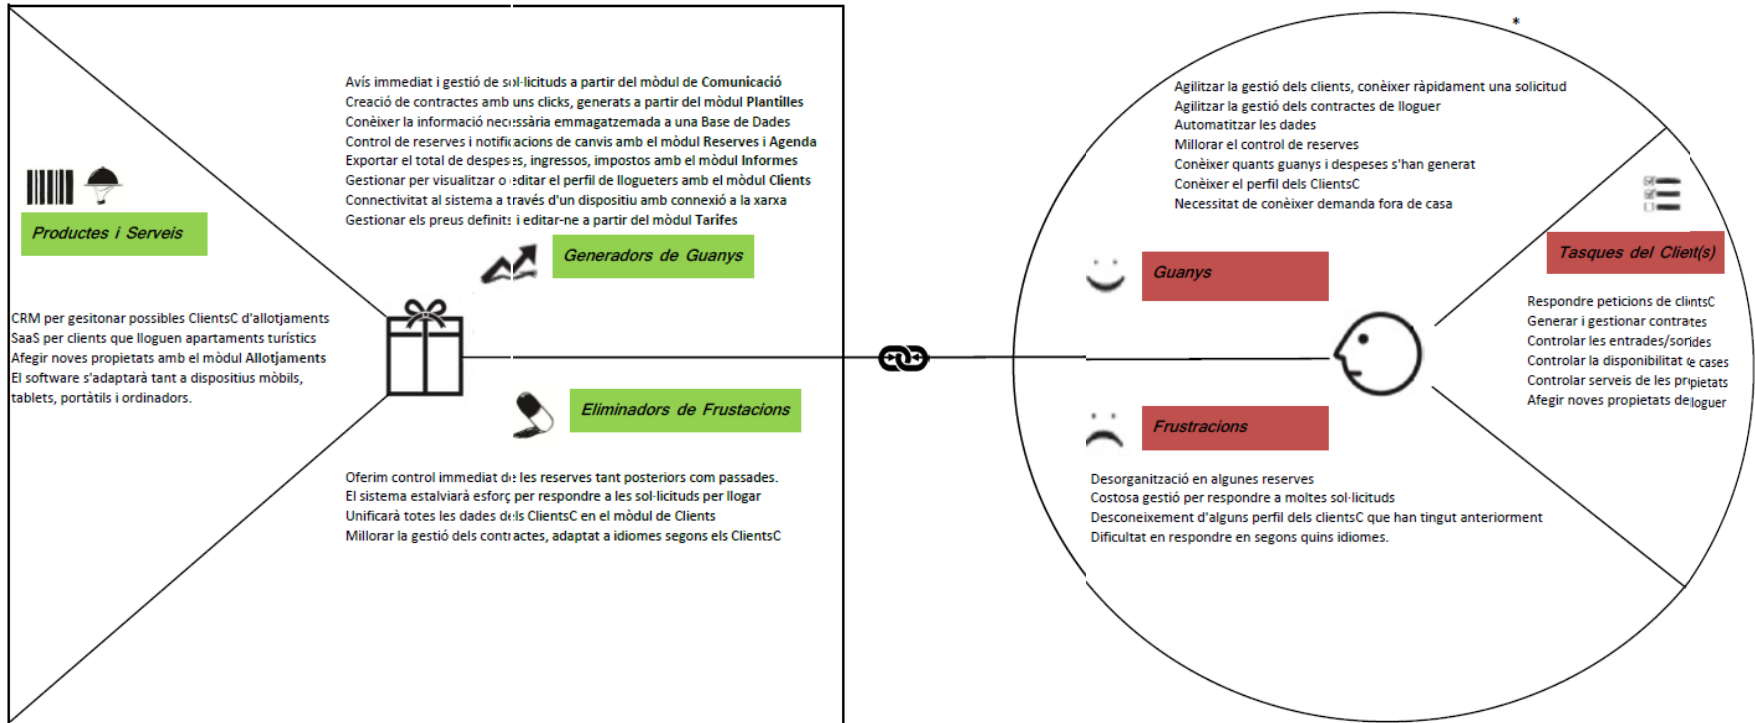 Avís immediat i gestió de sol·licituds a partir del mòdul de Comunicació
Creació de contractes amb uns clicks, generats a partir del mòdul Plantilles
Conèixer la informació necessària emmagatzemada a una Base de Dades
Control de reserves i notificacions de canvis amb el mòdul Reserves i Agenda
Exportar el total de despeses, ingressos, impostos amb el mòdul Informes
Gestionar per visualitzar o editar el perfil de llogueters amb el mòdul Clients
Connectivitat al sistema a través d'un dispositiu amb connexió a la xarxa
Gestionar els preus definits i editar-ne a partir del mòdul Tarifes
Productes i Serveis
Generadors de Guanys
CRM per gesitonar possibles ClientsC d'allotjaments
SaaS per clients que lloguen apartaments turístics
Afegir noves propietats amb el mòdul Allotjaments
El software s'adaptarà tant a dispositius mòbils,
tablets, portàtils i ordinadors.
Eliminadors de Frustacions
Oferim control immediat de les reserves tant posteriors com passades.
El sistema estalviarà esforç per respondre a les sol·licituds per llogar
Unificarà totes les dades dels ClientsC en el mòdul de Clients
Millorar la gestió dels contractes, adaptat a idiomes segons els ClientsC
*
Agilitzar la gestió dels clients, conèixer ràpidament una solicitud
Agilitzar la gestió dels contractes de lloguer
Automatitzar les dades
Millorar el control de reserves
Conèixer quants guanys i despeses s'han generat
Conèixer el perfil dels ClientsC
Necessitat de conèixer demanda fora de casa
Guanys
Tasques del Client(s)
Respondre peticions de clientsC
Generar i gestionar contrates
Controlar les entrades/sortides
Controlar la disponibilitat de cases
Controlar serveis de les propietats
Afegir noves propietats de lloguer
Frustracions
Desorganització en algunes reserves
Costosa gestió per respondre a moltes sol·licituds
Desconeixement d'alguns perfil dels clientsC que han tingut anteriorment
Dificultat en respondre en segons quins idiomes.